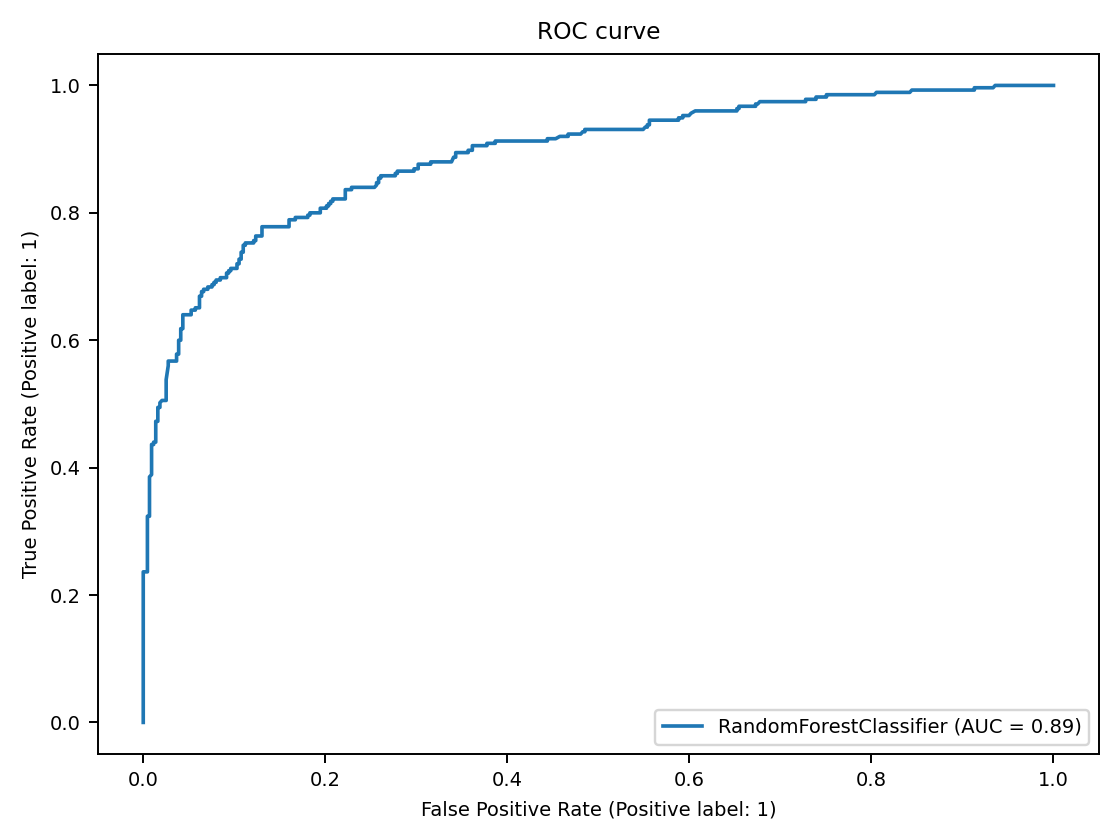 ROC curve
True Positive Rate (Positive label: 1)
1.0
0.8
0.6
0.4
0.2
0.0
RandomForestClassifier (AUC = 0.89)
0.0 0.2 0.4 0.6 0.8 1.0
False Positive Rate (Positive label: 1)